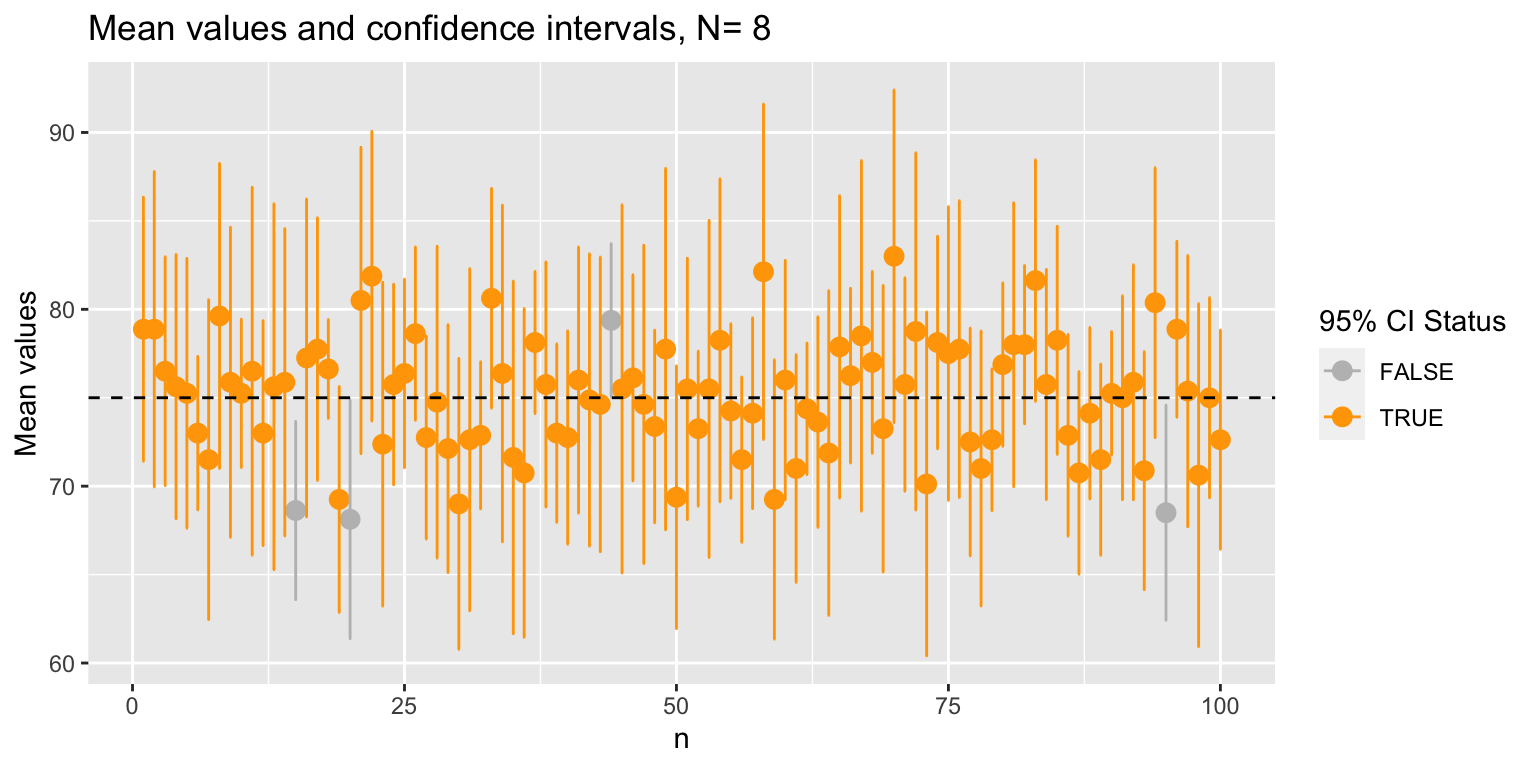 Mean values and confidence intervals, N= 8
Mean values
90
80
70
60
0 25 50 75 100
n
95% CI Status
FALSE
TRUE